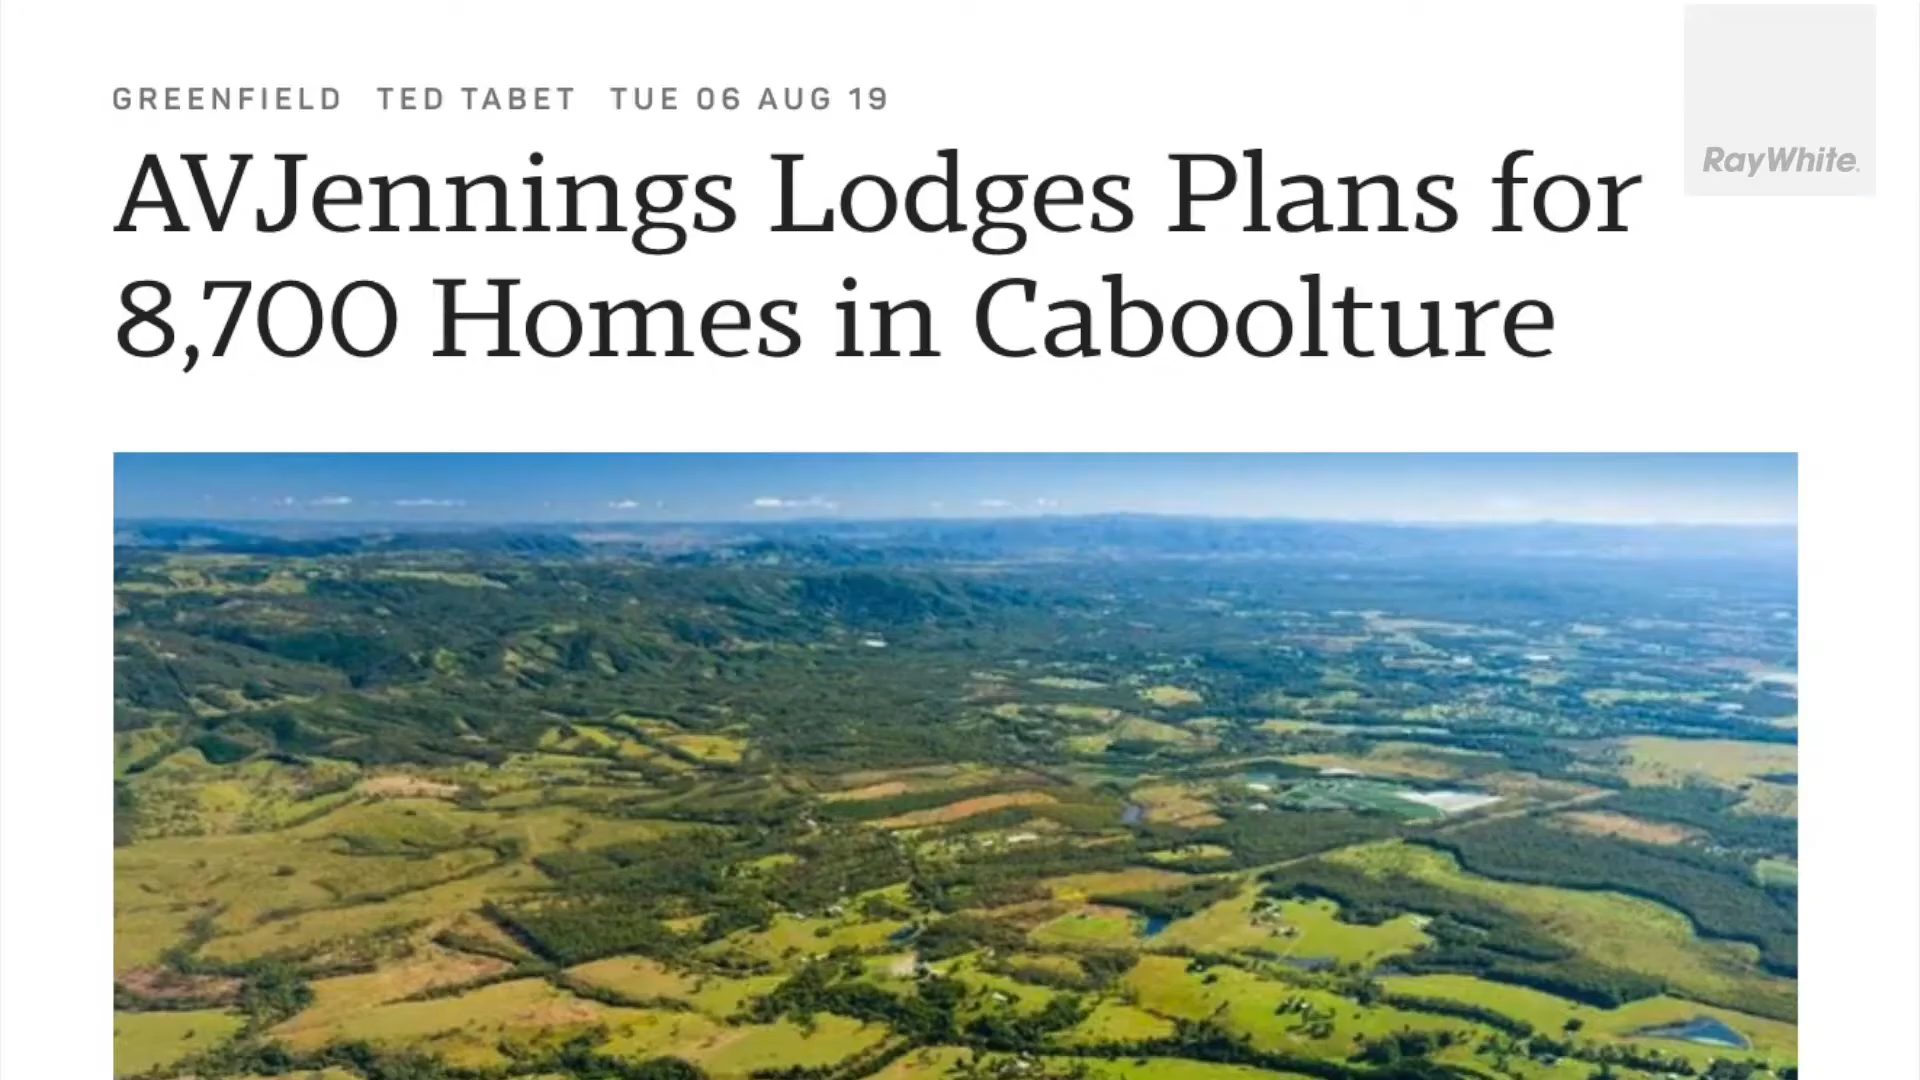 GREENFIELD TED TABET TUE 06 AUG 19
AVJennings Lodges Plans for
8,700 Homes in Caboolture
RayWhite.